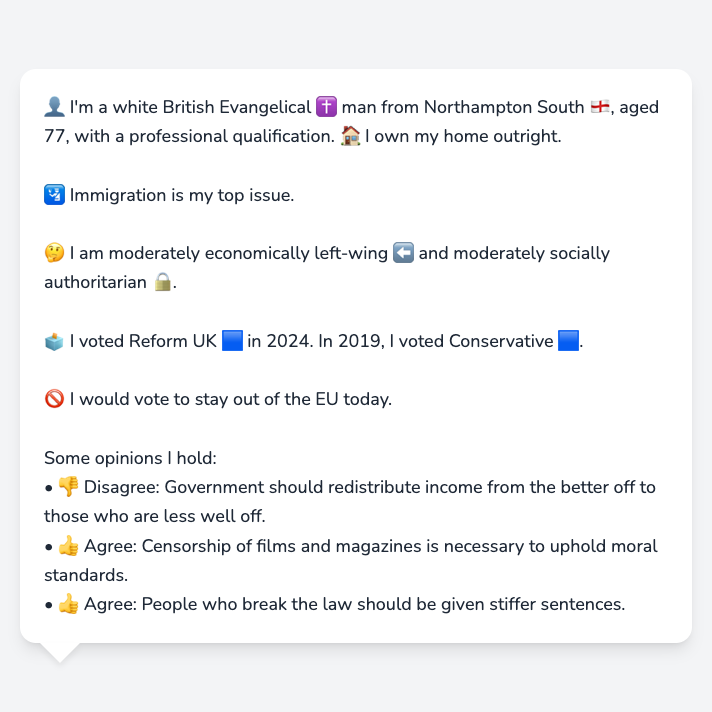 👤 I'm a white British Evangelical ✝️ man from Northampton South 🏴󠁧󠁢󠁥󠁮󠁧󠁿, aged
77, with a professional qualification. 🏠 I own my home outright.
🛂 Immigration is my top issue.
🤔 I am moderately economically left-wing ⬅️ and moderately socially
authoritarian 🔒.
🗳️ I voted Reform UK 🟦 in 2024. In 2019, I voted Conservative 🟦.
🚫 I would vote to stay out of the EU today.
Some opinions I hold:
• 👎 Disagree: Government should redistribute income from the better off to
those who are less well off.
• 👍 Agree: Censorship of films and magazines is necessary to uphold moral
standards.
• 👍 Agree: People who break the law should be given stiffer sentences.